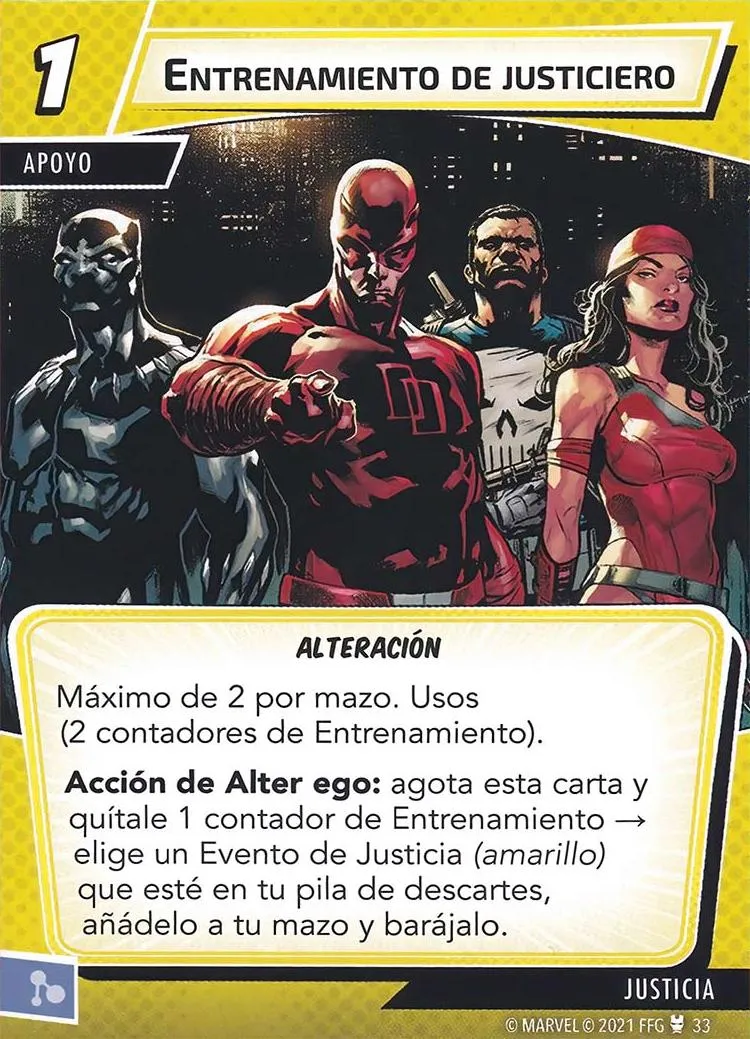 1
ENTRENAMIENTO DE JUSTICIERO
APOYO
ALTERACIÓN
Máximo de 2 por mazo. Usos
(2 contadores de Entrenamiento).
Acción de Alter ego: agota esta carta y
quítale 1 contador de Entrenamiento →
elige un Evento de Justicia (amarillo)
que esté en tu pila de descartes,
añádelo a tu mazo y barájalo.
JUSTICIA
© MARVEL © 2021 FFG 33